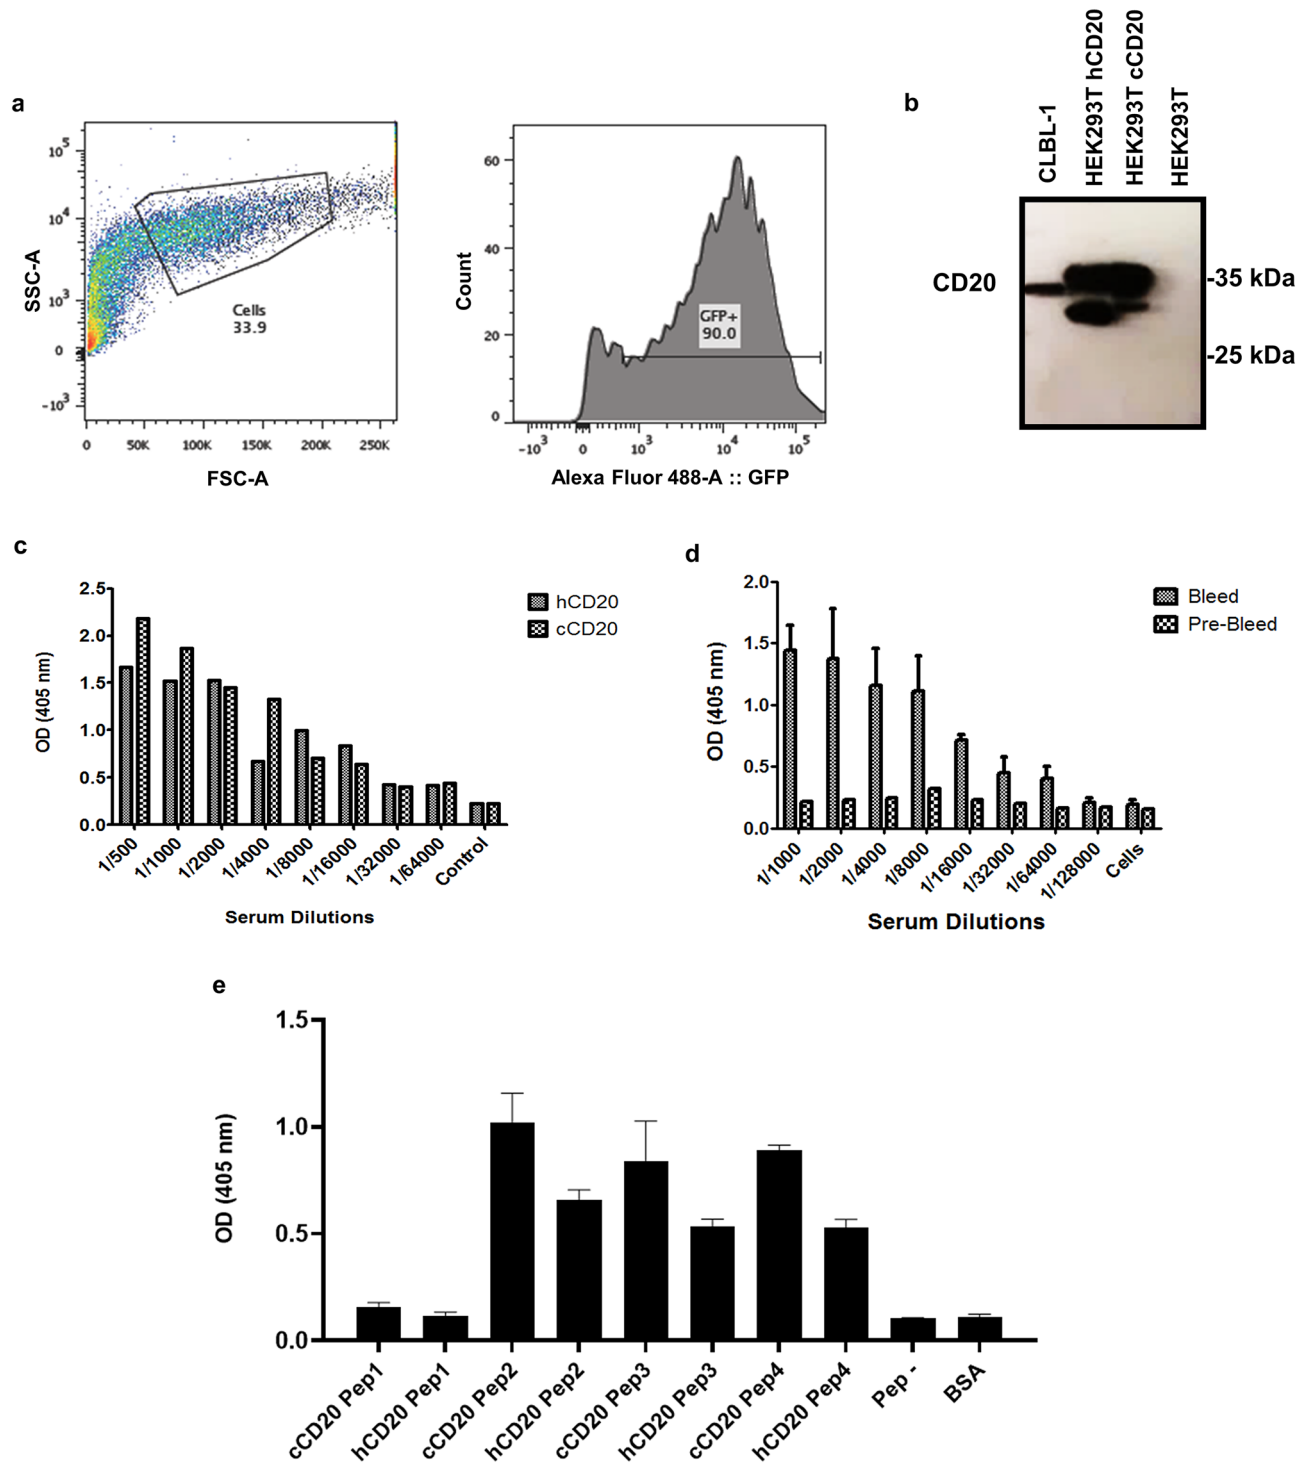 a
10^5
10^4
10^3
0
-10^3
SSC-A
Cells
33.9
0 50K 100K 150K 200K 250K
FSC-A
60
40
20
0
Count
GFP+
90.0
-10^3 0 10^3 10^4 10^5
Alexa Fluor 488-A :: GFP
b
CLBL-1
HEK293T hCD20
HEK293T cCD20
HEK293T
CD20
-35 kDa
-25 kDa
c
2.5
2.0
1.5
1.0
0.5
0.0
OD (405 nm)
hCD20
cCD20
1/500 1/1000 1/2000 1/4000 1/8000 1/16000 1/32000 1/64000 Control
Serum Dilutions
d
2.0
1.5
1.0
0.5
0.0
OD (405 nm)
Bleed
Pre-Bleed
1/1000 1/2000 1/4000 1/8000 1/16000 1/32000 1/64000 1/128000 Cells
Serum Dilutions
e
1.5
1.0
0.5
0.0
OD (405 nm)
cCD20 Pep1 hCD20 Pep1 cCD20 Pep2 hCD20 Pep2 cCD20 Pep3 hCD20 Pep3 cCD20 Pep4 hCD20 Pep4 Pep - BSA